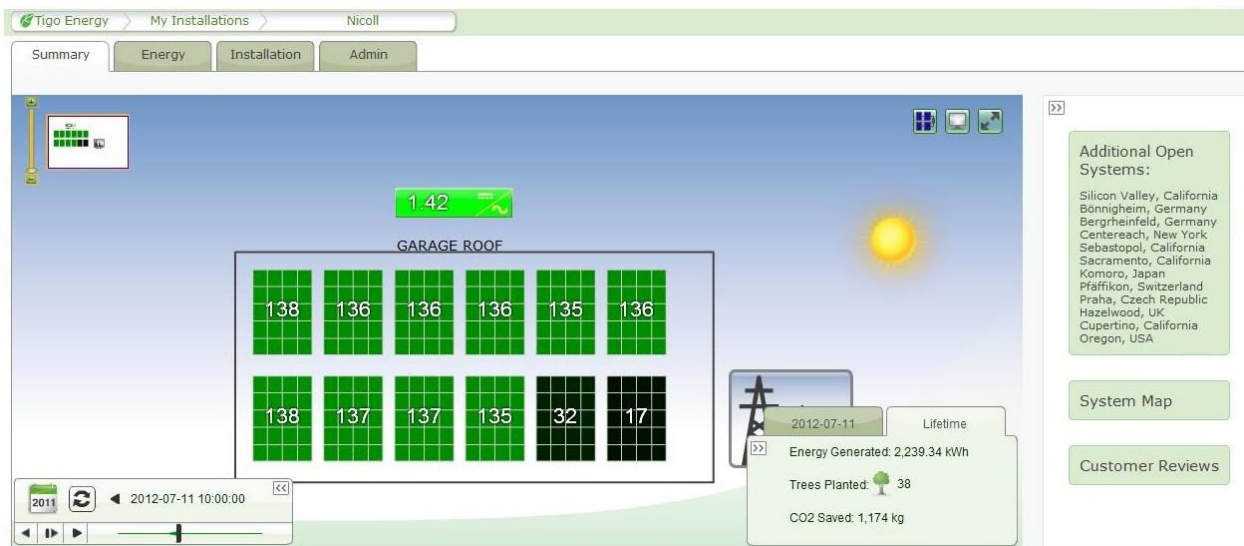 Tigo Energy
My Installations
Nicoll
Summary
Energy
Installation
Admin
1.42
GARAGE ROOF
138 136 136 136 135 136
138 137 137 135 32 17
2011
2012-07-11 10:00:00
2012-07-11
Lifetime
Energy Generated: 2,239.34 kWh
Trees Planted: 38
CO2 Saved: 1,174 kg
Additional Open
Systems:
Silicon Valley, California
Bönnigheim, Germany
Bergrheinfeld, Germany
Centereach, New York
Sebastopol, California
Sacramento, California
Komoro, Japan
Pfäffikon, Switzerland
Praha, Czech Republic
Hazelwood, UK
Cupertino, California
Oregon, USA
System Map
Customer Reviews